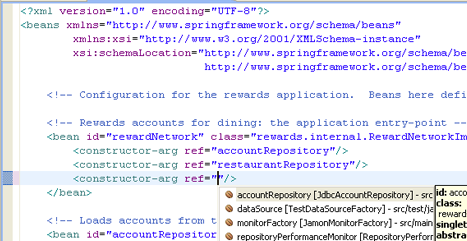 <?xml version="1.0" encoding="UTF-8"?>
<beans xmlns="http://www.springframework.org/schema/beans"
xmlns:xsi="http://www.w3.org/2001/XMLSchema-instance"
xsi:schemaLocation="http://www.springframework.org/schema/be
http://www.springframework.org/schema/be
<!-- Configuration for the rewards application. Beans here defi
<!-- Rewards accounts for dining: the application entry-point --
<bean id="rewardNetwork" class="rewards.internal.RewardNetworkIm
<constructor-arg ref="accountRepository"/>
<constructor-arg ref="restaurantRepository"/>
<constructor-arg ref=""/>
</bean>
accountRepository [JdbcAccountRepository] - src
id: acco
dataSource [TestDataSourceFactory] - src/test/ja
class:
reward
<!-- Loads accounts from t
monitorFactory [JamonMonitorFactory] - src/main
singlet
<bean id="accountRepositor
repositoryPerformanceMonitor [RepositoryPerform
abstra